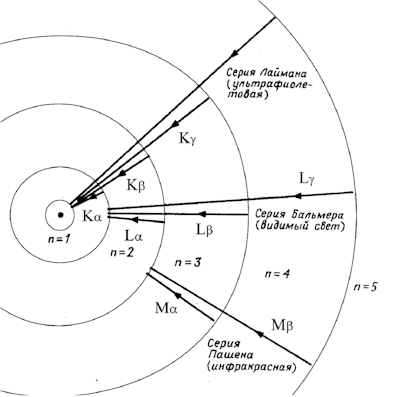 Серия Лаймана
(ультрафиоле-
товая)
Kγ
Kβ
Kα
Lγ
Серия Бальмера
(видимый свет)
Lβ
Lα
n=1
n=2
n=3
n=4
n=5
Mα
Mβ
Серия
Пашена
(инфракрасная)